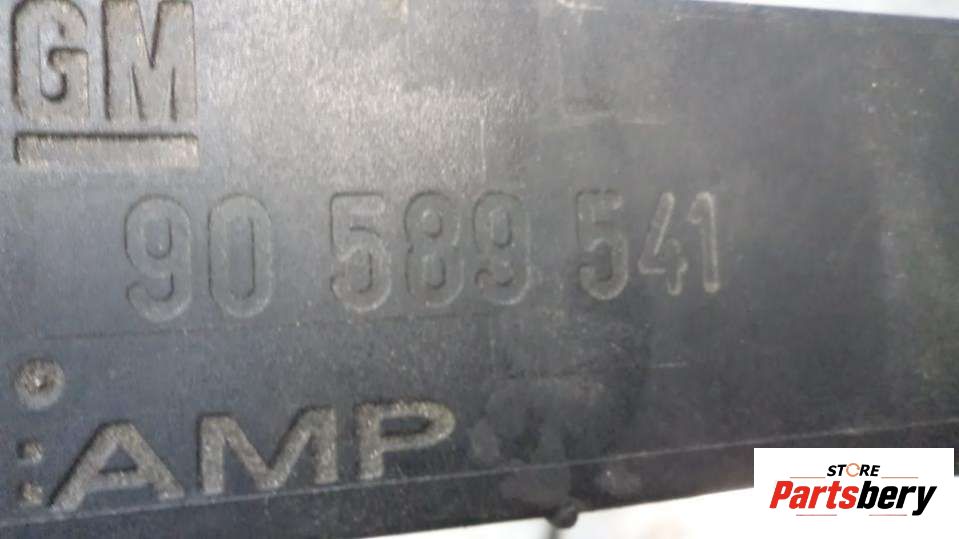 GM
90 589 541
AMP
STORE
Partsbery